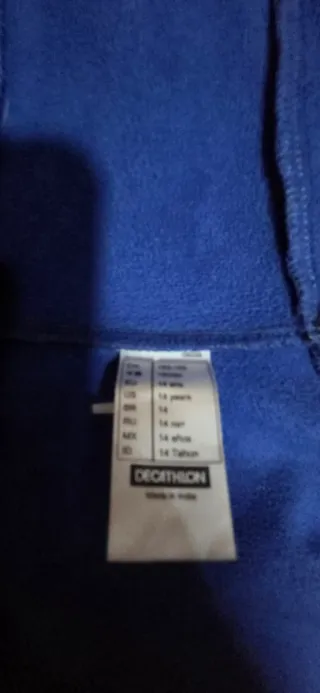 EU 14 ans
US 14 years
BR 14
RU 14 лет
MX 14 años
ID 14 Tahun
DECATHLON
Made in India